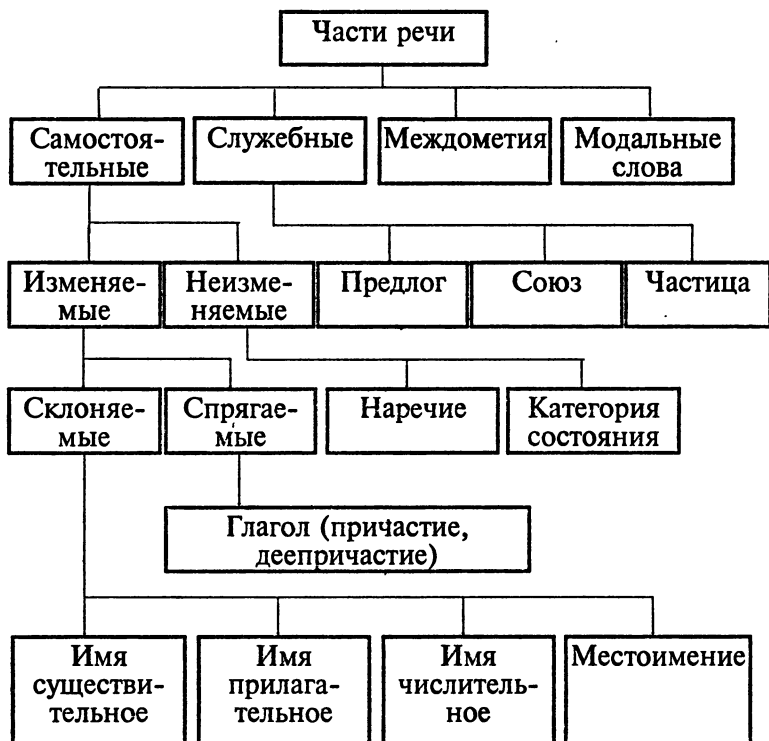 Части речи
Самостоя-
тельные
Служебные
Междометия
Модальные
слова
Изменяе-
мые
Неизме-
няемые
Предлог
Союз
Частица
Склоняе-
мые
Спрягае-
мые
Наречие
Категория
состояния
Глагол (причастие,
деепричастие)
Имя
существи-
тельное
Имя
прилага-
тельное
Имя
числитель-
ное
Местоимение